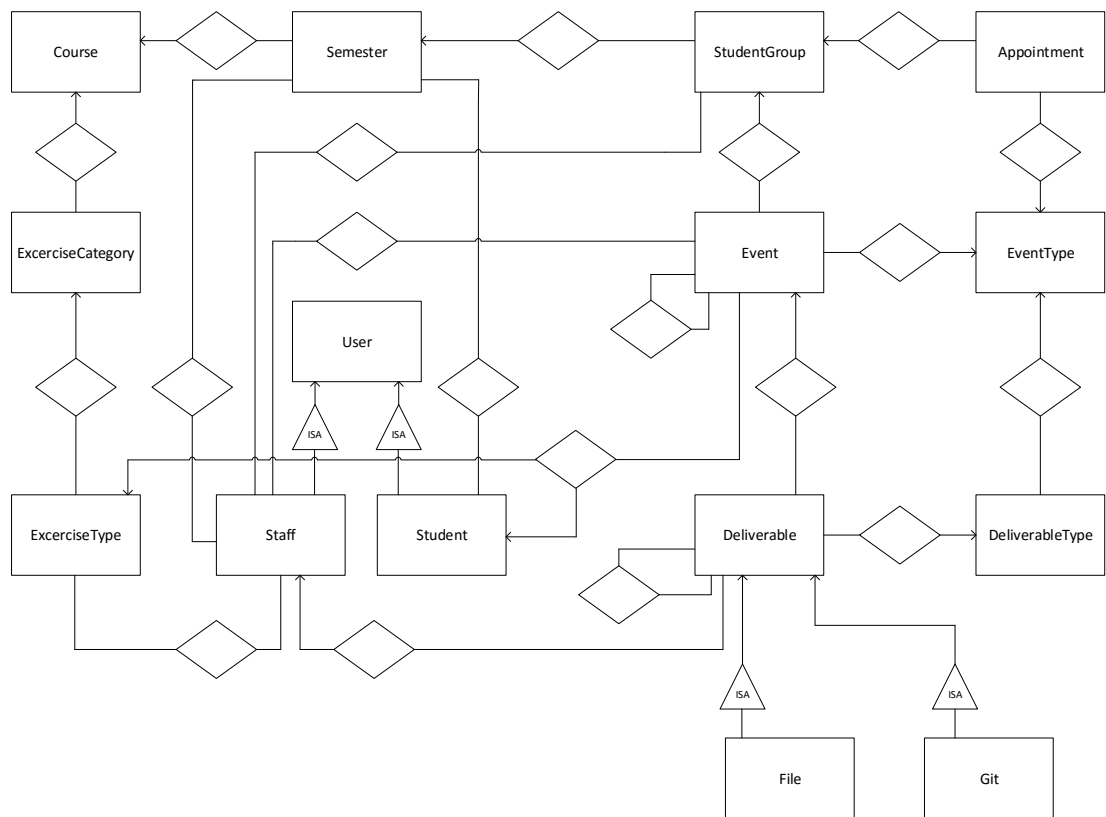 Course
Semester
StudentGroup
Appointment
ExcerciseCategory
Event
EventType
User
ISA
ISA
ExcerciseType
Staff
Student
Deliverable
DeliverableType
ISA
ISA
File
Git